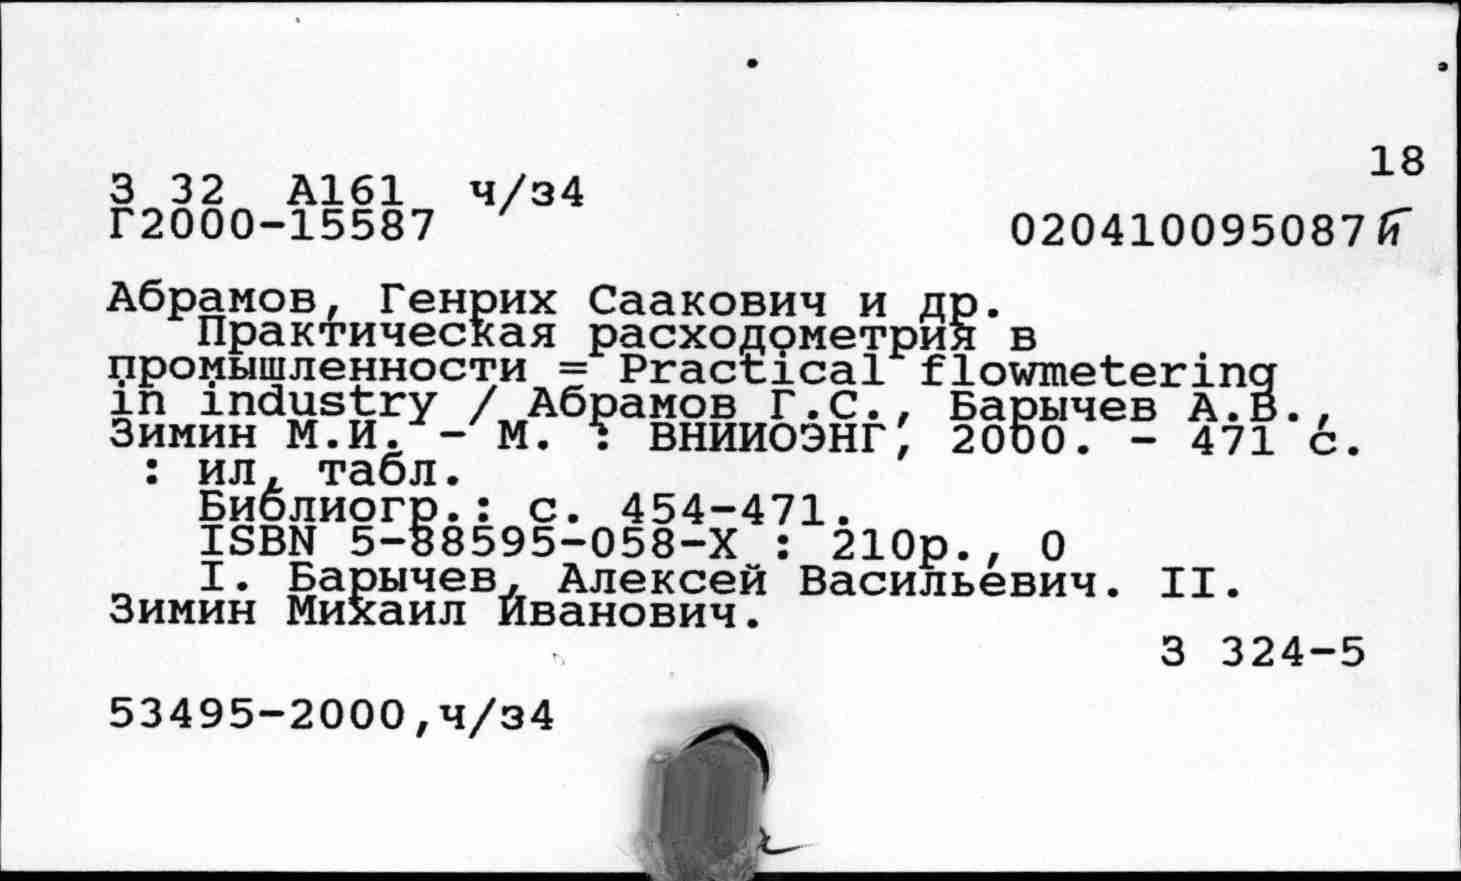 18
З 32 А161 ч/з4
Г2000-15587 020410095087
Абрамов, Генрих Саакович и др.
Практическая расходометрия в
промышленности = Practical flowmetering
in industry / Абрамов Г.С., Барычев А.В.,
Зимин М.И. - М. : ВНИИОЭНГ, 2000. - 471 с.
: ил, табл.
Библиогр.: с. 454-471.
ISBN 5-88595-058-X : 210р., 0
I. Барычев, Алексей Васильевич. II.
Зимин Михаил Иванович.
З 324-5
53495-2000,ч/з4